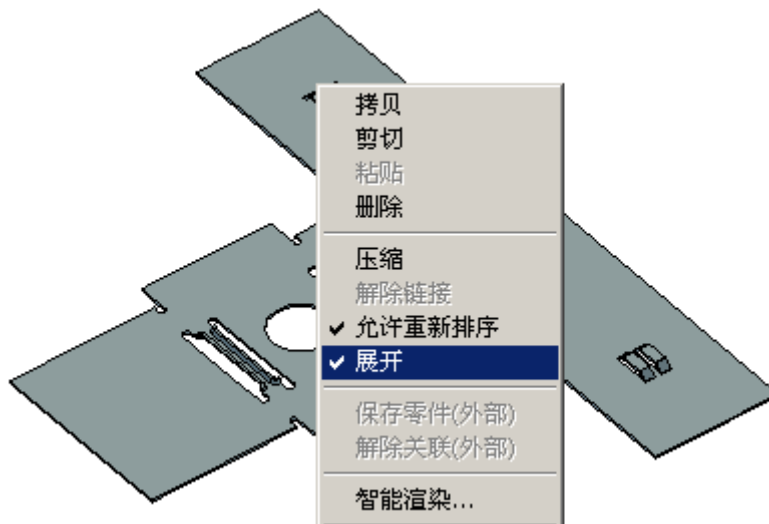 拷贝
剪切
粘贴
删除
压缩
解除链接
允许重新排序
展开
保存零件(外部)
解除关联(外部)
智能渲染...